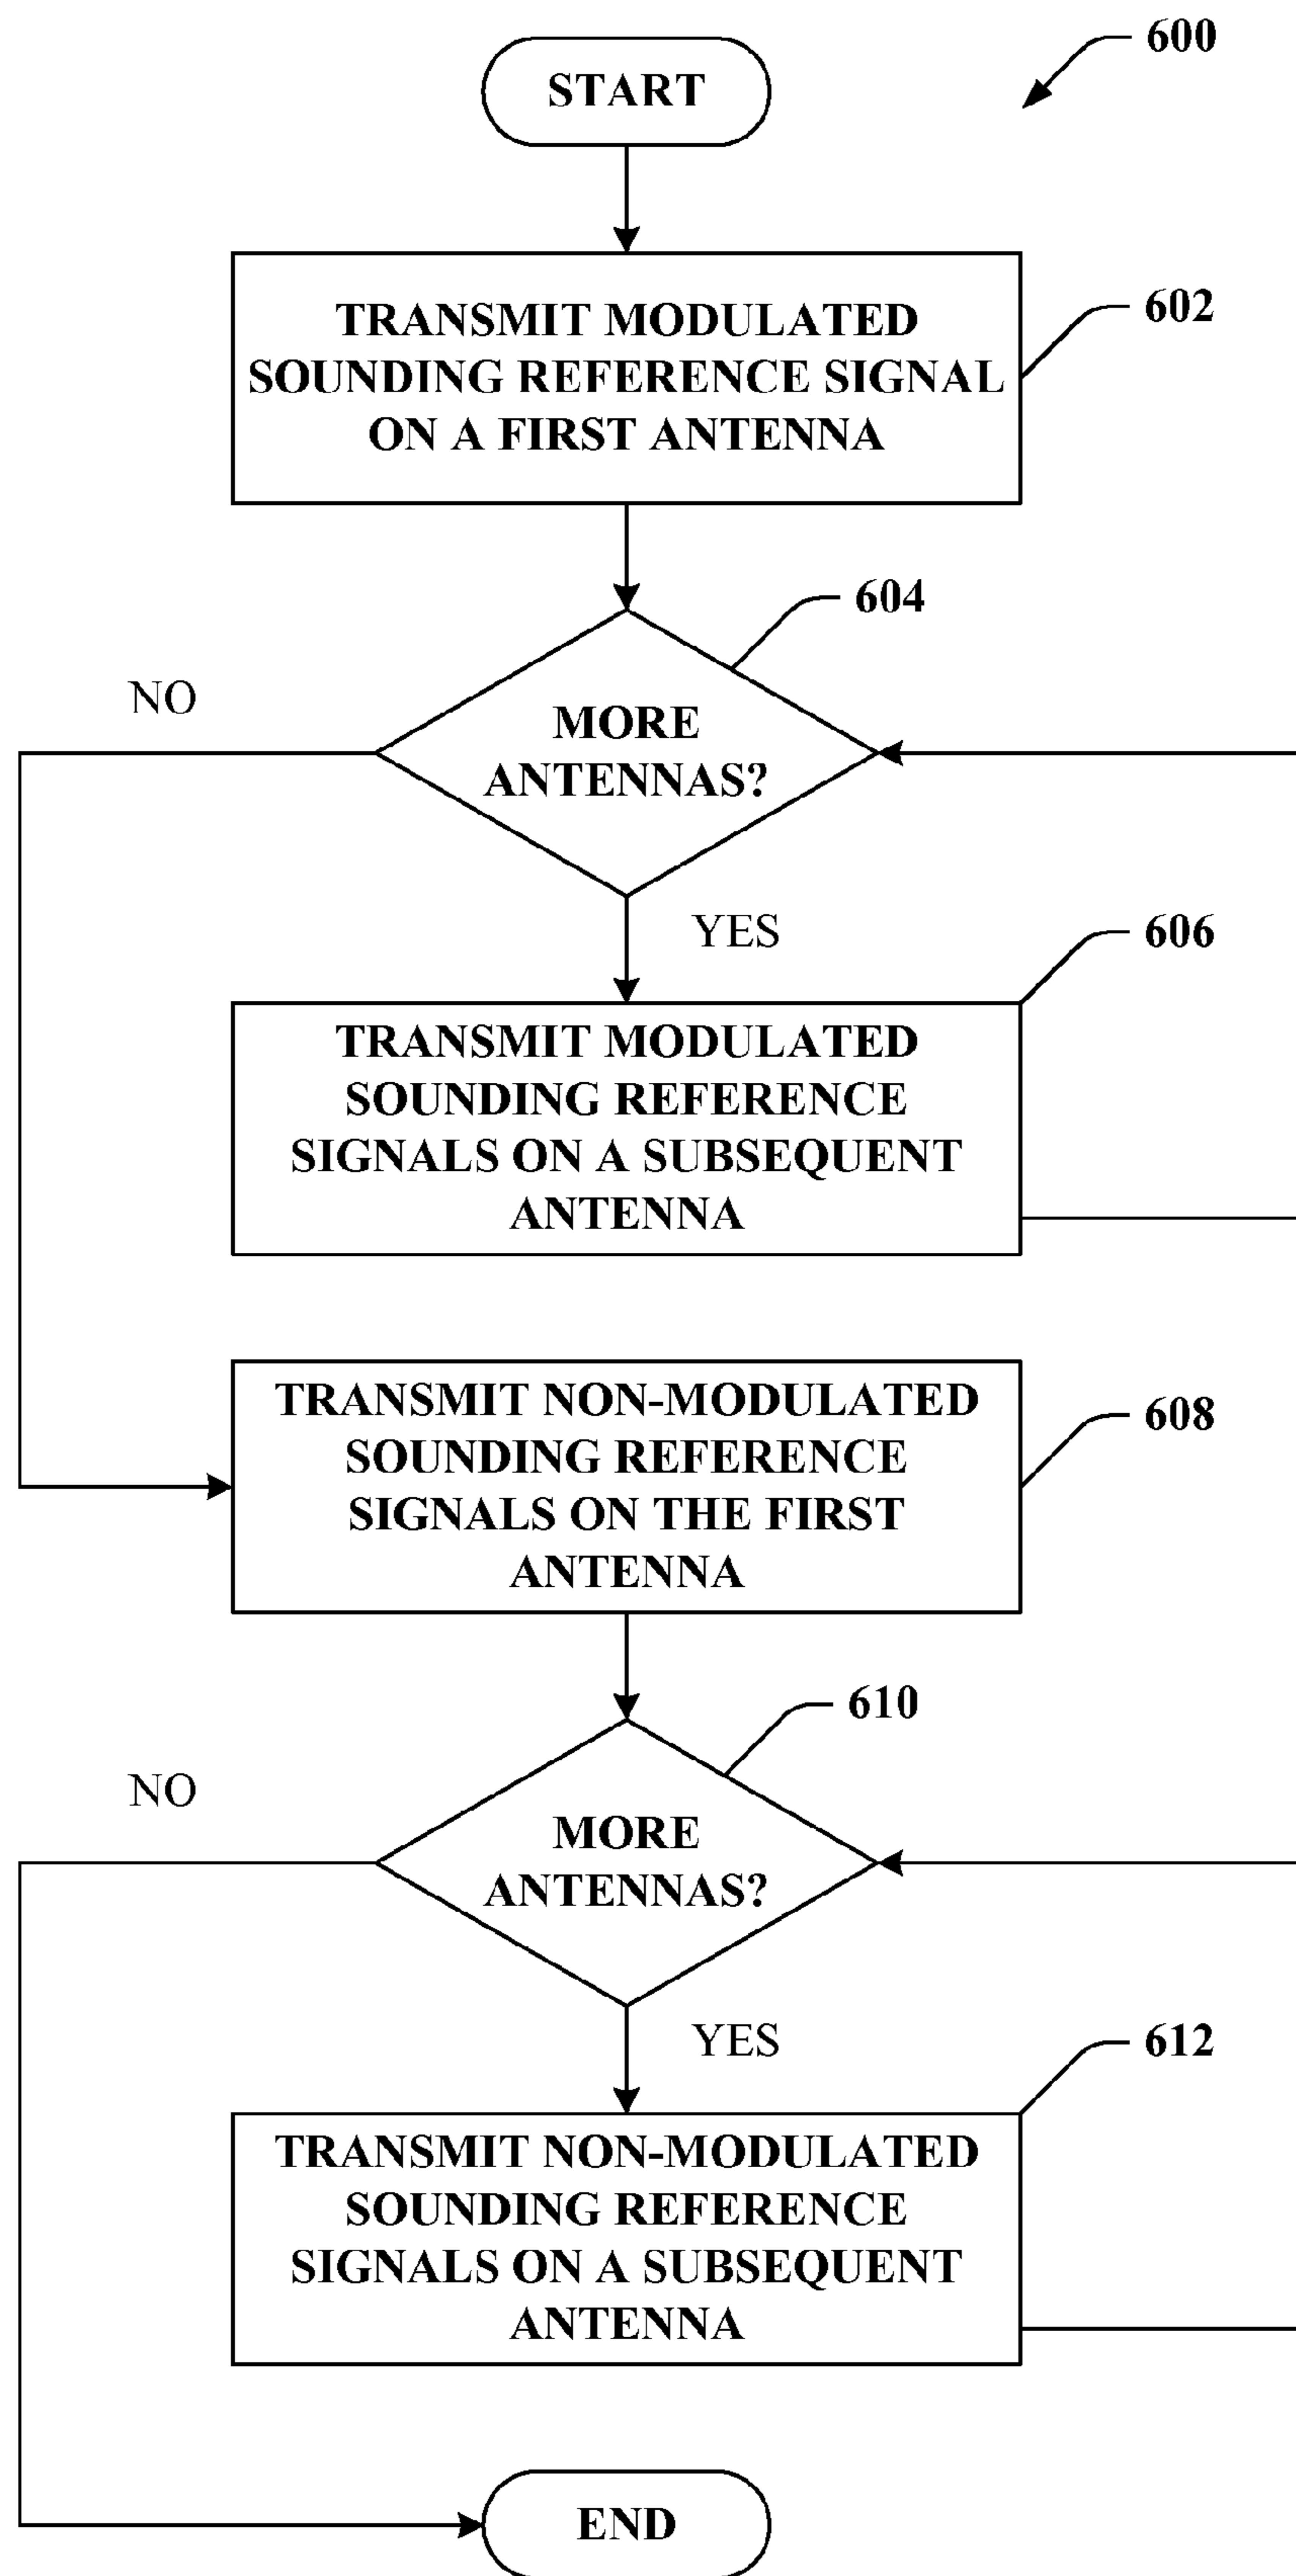 600
START
602
TRANSMIT MODULATED
SOUNDING REFERENCE SIGNAL
ON A FIRST ANTENNA
604
NO
MORE
ANTENNAS?
YES
606
TRANSMIT MODULATED
SOUNDING REFERENCE
SIGNALS ON A SUBSEQUENT
ANTENNA
608
TRANSMIT NON-MODULATED
SOUNDING REFERENCE
SIGNALS ON THE FIRST
ANTENNA
610
NO
MORE
ANTENNAS?
YES
612
TRANSMIT NON-MODULATED
SOUNDING REFERENCE
SIGNALS ON A SUBSEQUENT
ANTENNA
END